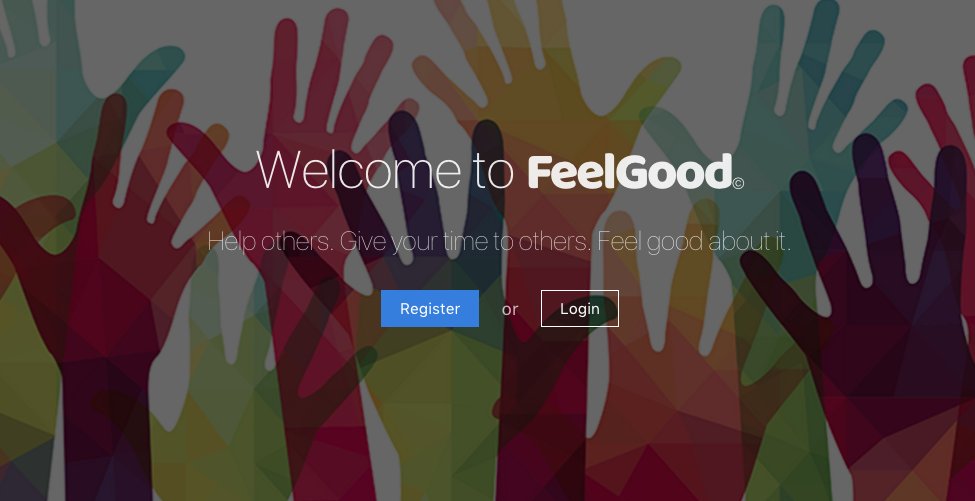 Welcome to FeelGood©
Help others. Give your time to others. Feel good about it.
Register or Login